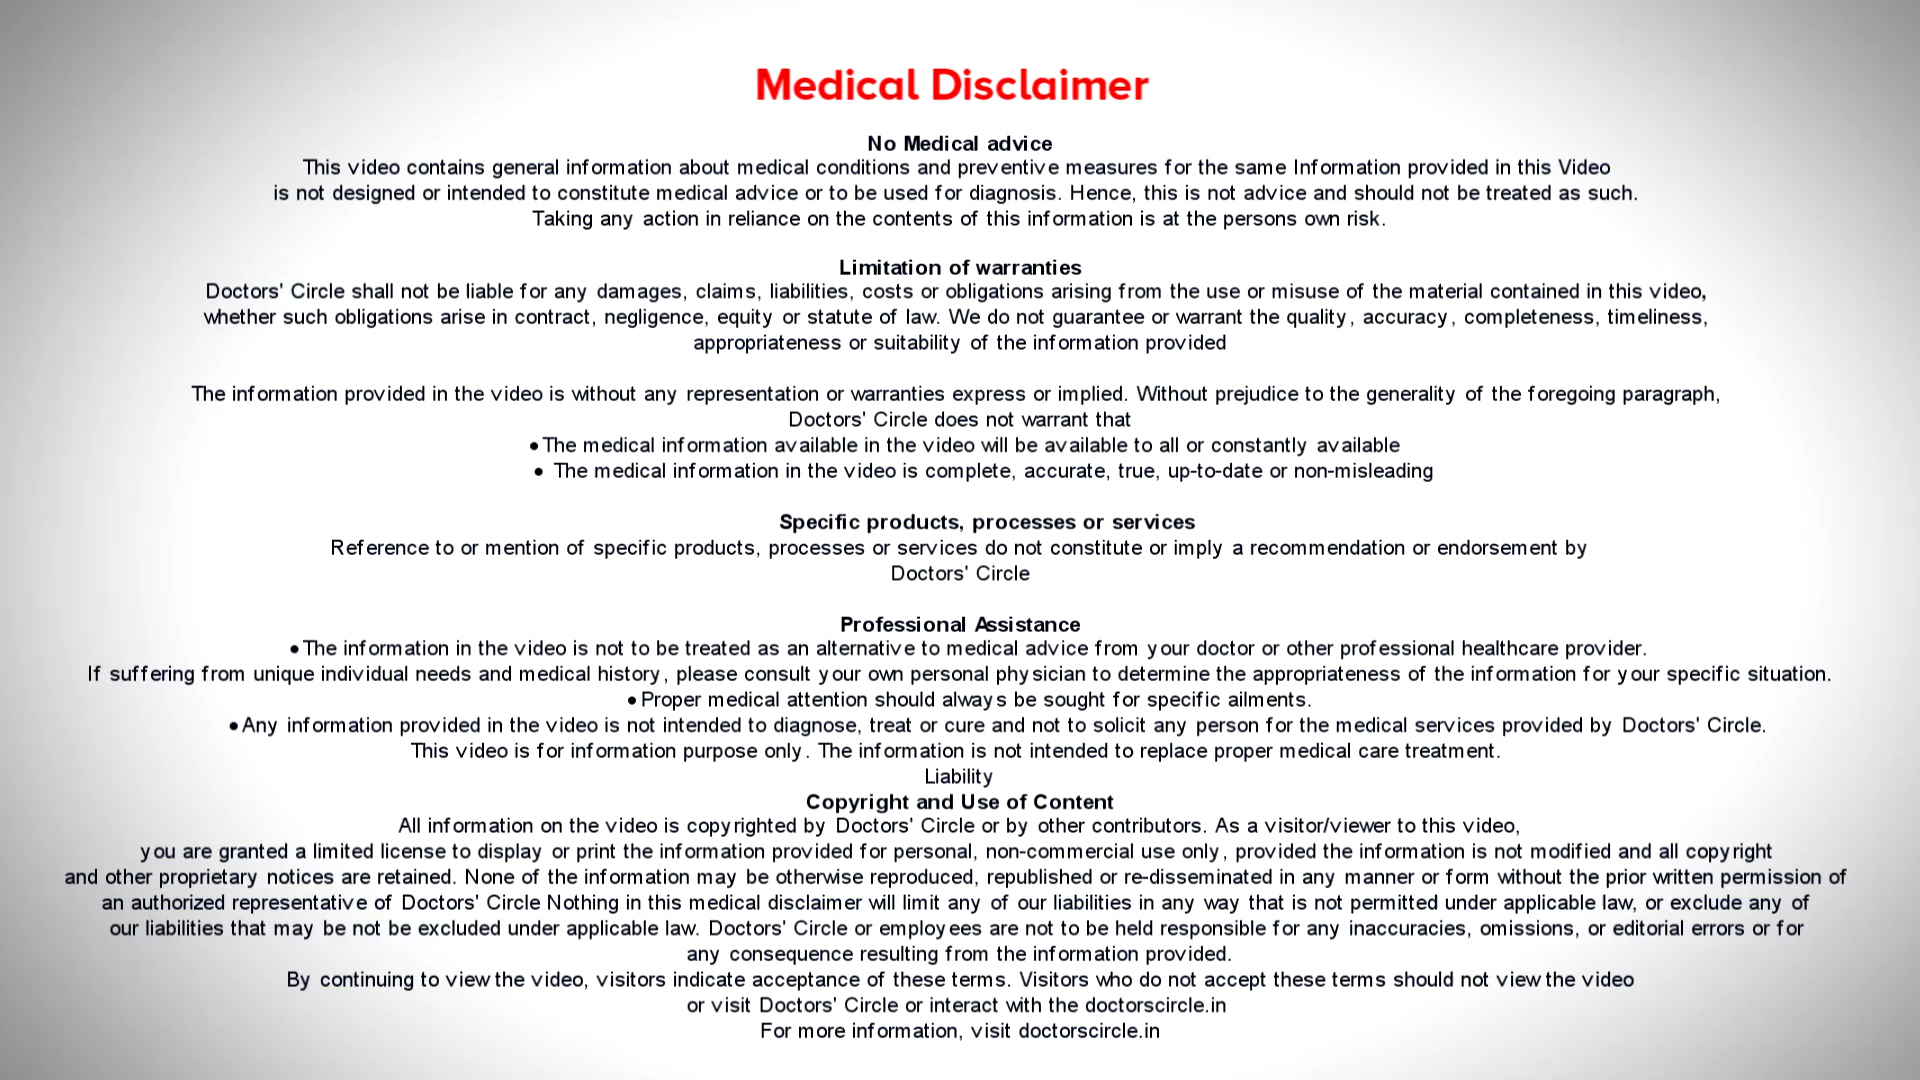 Medical Disclaimer
No Medical advice
This video contains general information about medical conditions and preventive measures for the same Information provided in this Video
is not designed or intended to constitute medical advice or to be used for diagnosis. Hence, this is not advice and should not be treated as such.
Taking any action in reliance on the contents of this information is at the persons own risk.
Limitation of warranties
Doctors' Circle shall not be liable for any damages, claims, liabilities, costs or obligations arising from the use or misuse of the material contained in this video,
whether such obligations arise in contract, negligence, equity or statute of law. We do not guarantee or warrant the quality, accuracy, completeness, timeliness,
appropriateness or suitability of the information provided
The information provided in the video is without any representation or warranties express or implied. Without prejudice to the generality of the foregoing paragraph,
Doctors' Circle does not warrant that
• The medical information available in the video will be available to all or constantly available
• The medical information in the video is complete, accurate, true, up-to-date or non-misleading
Specific products, processes or services
Reference to or mention of specific products, processes or services do not constitute or imply a recommendation or endorsement by
Doctors' Circle
Professional Assistance
• The information in the video is not to be treated as an alternative to medical advice from your doctor or other professional healthcare provider.
If suffering from unique individual needs and medical history, please consult your own personal physician to determine the appropriateness of the information for your specific situation.
• Proper medical attention should always be sought for specific ailments.
• Any information provided in the video is not intended to diagnose, treat or cure and not to solicit any person for the medical services provided by Doctors' Circle.
This video is for information purpose only. The information is not intended to replace proper medical care treatment.
Liability
Copyright and Use of Content
All information on the video is copyrighted by Doctors' Circle or by other contributors. As a visitor/viewer to this video,
you are granted a limited license to display or print the information provided for personal, non-commercial use only, provided the information is not modified and all copyright
and other proprietary notices are retained. None of the information may be otherwise reproduced, republished or re-disseminated in any manner or form without the prior written permission of
an authorized representative of Doctors' Circle Nothing in this medical disclaimer will limit any of our liabilities in any way that is not permitted under applicable law, or exclude any of
our liabilities that may be not be excluded under applicable law. Doctors' Circle or employees are not to be held responsible for any inaccuracies, omissions, or editorial errors or for
any consequence resulting from the information provided.
By continuing to view the video, visitors indicate acceptance of these terms. Visitors who do not accept these terms should not view the video
or visit Doctors' Circle or interact with the doctorscircle.in
For more information, visit doctorscircle.in